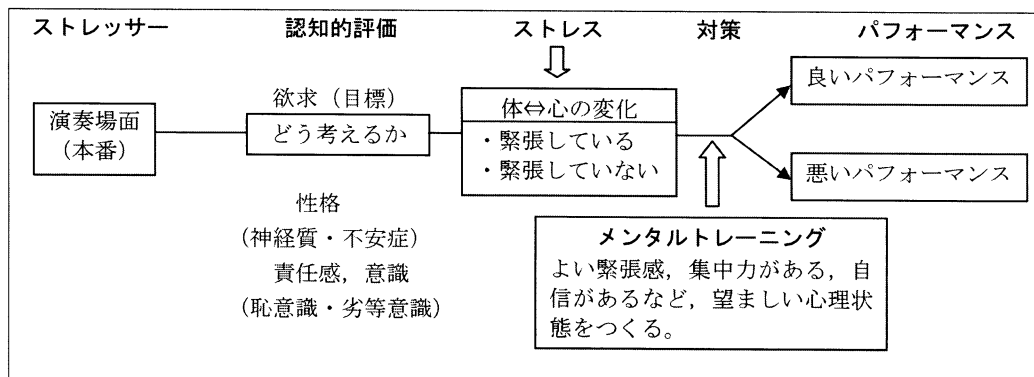 ストレッサー 認知的評価 ストレス 対策 パフォーマンス
演奏場面
（本番）
欲求（目標）
どう考えるか
性格
（神経質・不安症）
責任感，意識
（恥意識・劣等意識）
体⇔心の変化
・緊張している
・緊張していない
メンタルトレーニング
よい緊張感，集中力がある，自
信があるなど，望ましい心理状
態をつくる。
良いパフォーマンス
悪いパフォーマンス